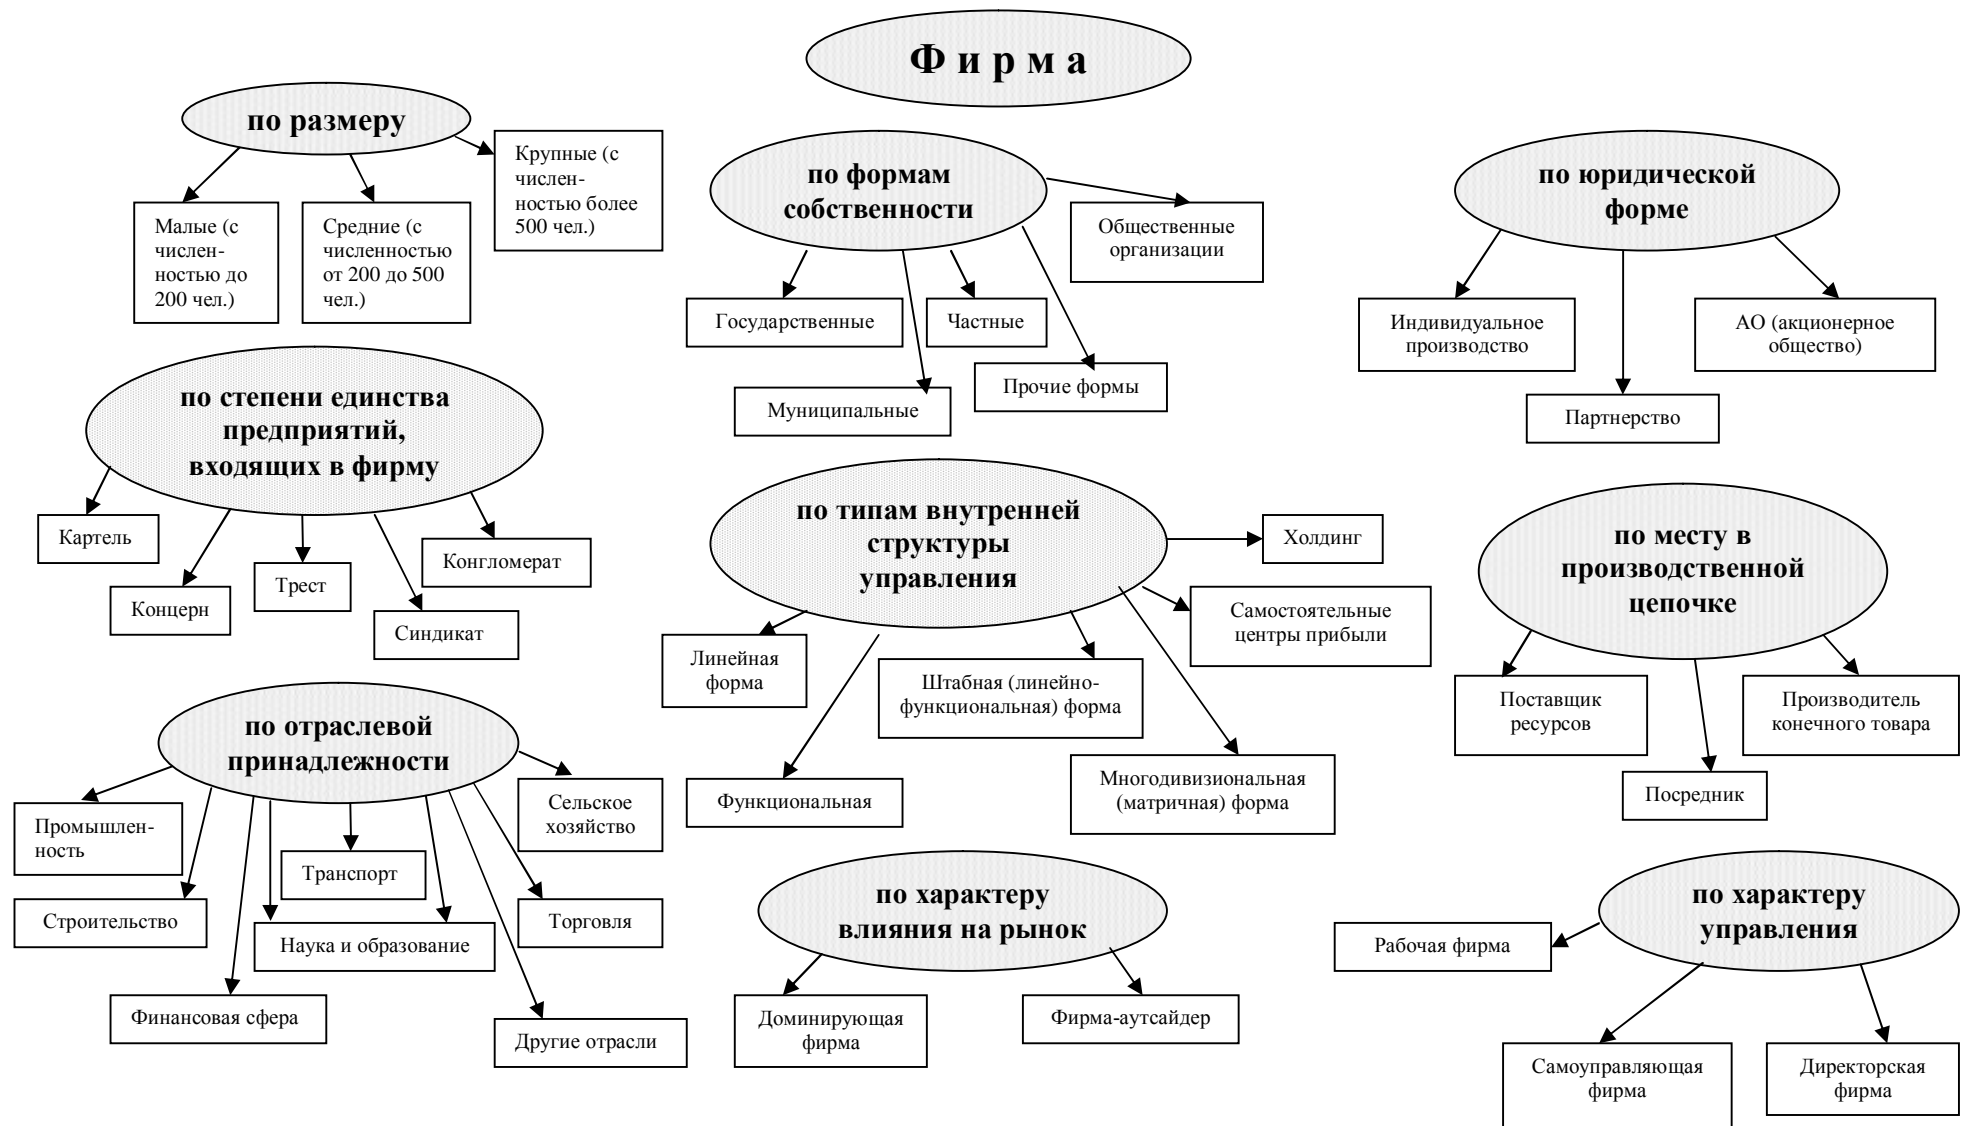 Ф и р м а
по размеру
Крупные (с
числен-
ностью более
500 чел.)
Малые (с
числен-
ностью до
200 чел.)
Средние (с
численностью
от 200 до 500
чел.)
по формам
собственности
Общественные
организации
Государственные
Частные
Прочие формы
Муниципальные
по юридической
форме
Индивидуальное
производство
АО (акционерное
общество)
Партнерство
по степени единства
предприятий,
входящих в фирму
Картель
Концерн
Трест
Синдикат
Конгломерат
по типам внутренней
структуры
управления
Холдинг
Самостоятельные
центры прибыли
Линейная
форма
Штабная (линейно-
функциональная) форма
Функциональная
Многодивизиональная
(матричная) форма
по месту в
производственной
цепочке
Поставщик
ресурсов
Производитель
конечного товара
Посредник
по отраслевой
принадлежности
Сельское
хозяйство
Промышлен-
ность
Транспорт
Строительство
Наука и образование
Торговля
Финансовая сфера
Другие отрасли
по характеру
влияния на рынок
Доминирующая
фирма
Фирма-аутсайдер
по характеру
управления
Рабочая фирма
Самоуправляющая
фирма
Директорская
фирма